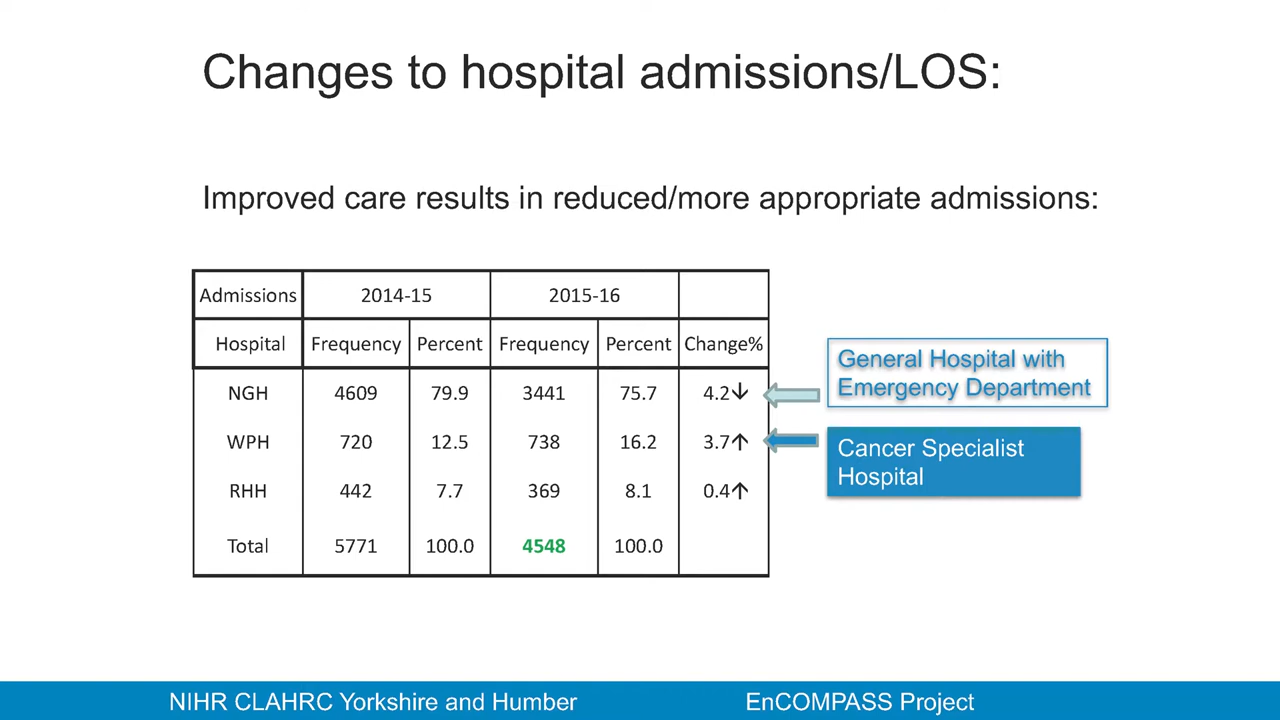 Changes to hospital admissions/LOS:
Improved care results in reduced/more appropriate admissions:
Admissions 2014-15 2015-16
Hospital Frequency Percent Frequency Percent Change%
NGH 4609 79.9 3441 75.7 4.2↓
WPH 720 12.5 738 16.2 3.7↑
RHH 442 7.7 369 8.1 0.4↑
Total 5771 100.0 4548 100.0
General Hospital with
Emergency Department
Cancer Specialist
Hospital
NIHR CLAHRC Yorkshire and Humber EnCOMPASS Project